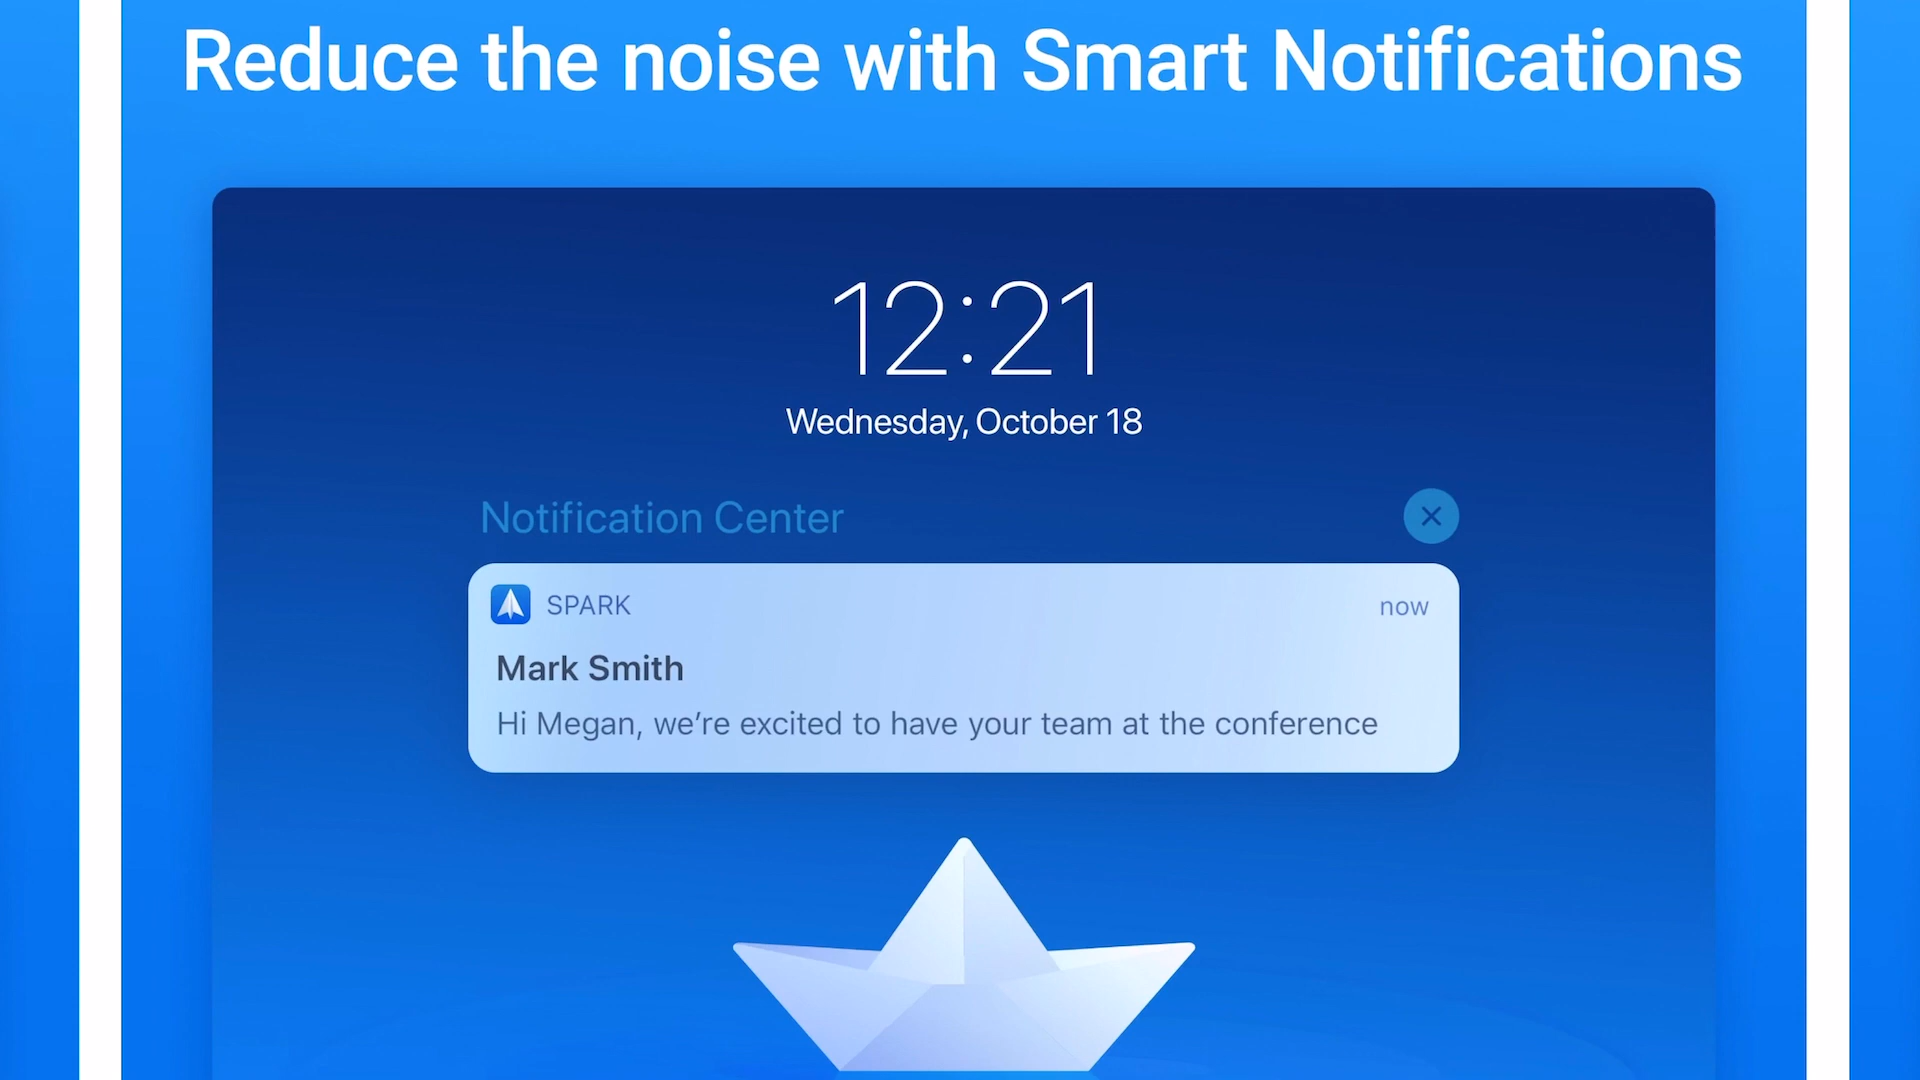 Reduce the noise with Smart Notifications
12:21
Wednesday, October 18
Notification Center
SPARK
now
Mark Smith
Hi Megan, we’re excited to have your team at the conference